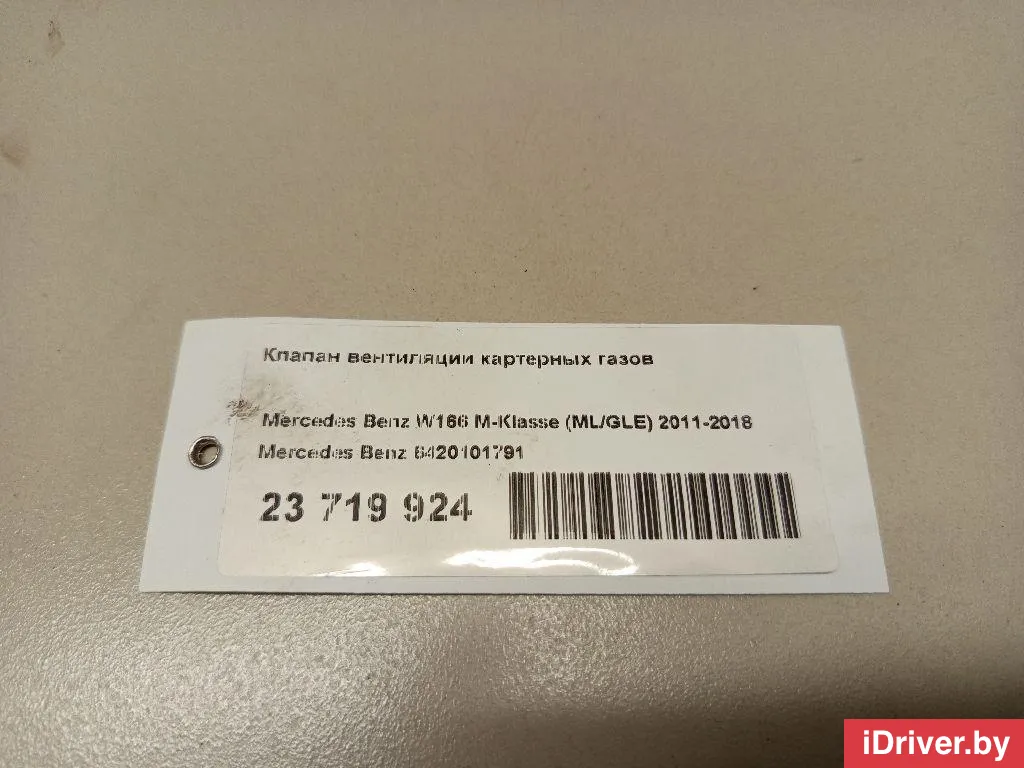 Клапан вентиляции картерных газов
Mercedes Benz W166 M-Klasse (ML/GLE) 2011-2018
Mercedes Benz 6420101791
23 719 924
iDriver.by